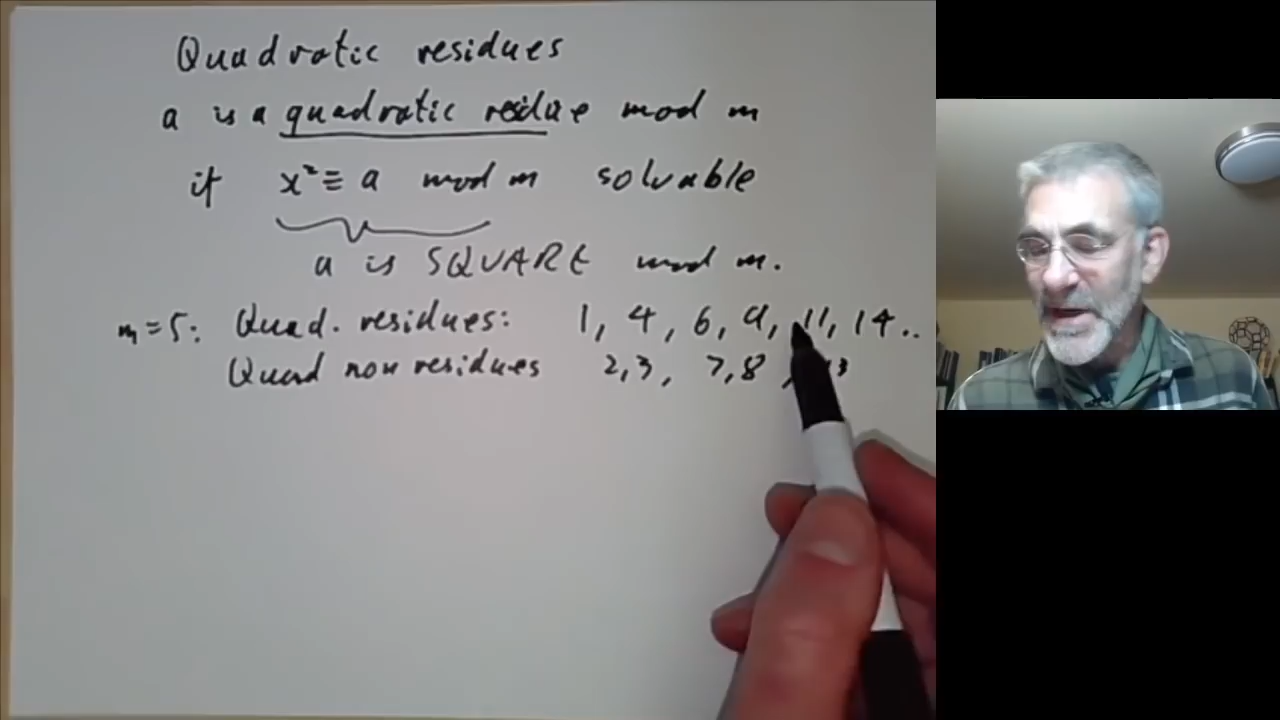 Quadratic residues
a is a quadratic residue mod m
if x² ≡ a mod m solvable
a is SQUARE mod m.
m = 5: Quad. residues: 1, 4, 6, 9, 11, 14..
Quad non residues 2,3, 7,8 ,